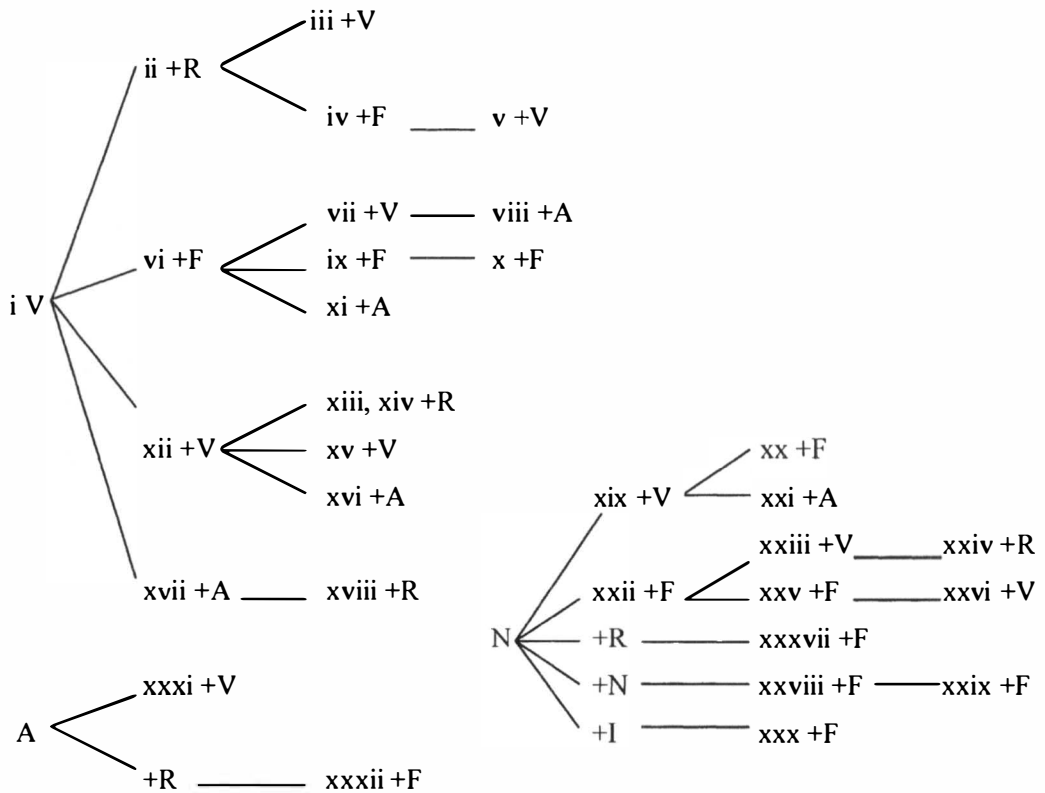 iii +V
ii +R
iv +F v +V
vii +V viii +A
vi +F ix +F x +F
i V
xi +A
xiii, xiv +R
xii +V xv +V
xvi +A
xvii +A xviii +R
xx +F
xix +V xxi +A
xxiii +V xxiv +R
xxii +F xxv +F xxvi +V
N +R xxxvii +F
+N xxviii +F xxix +F
+I xxx +F
xxxi +V
A
+R xxxii +F